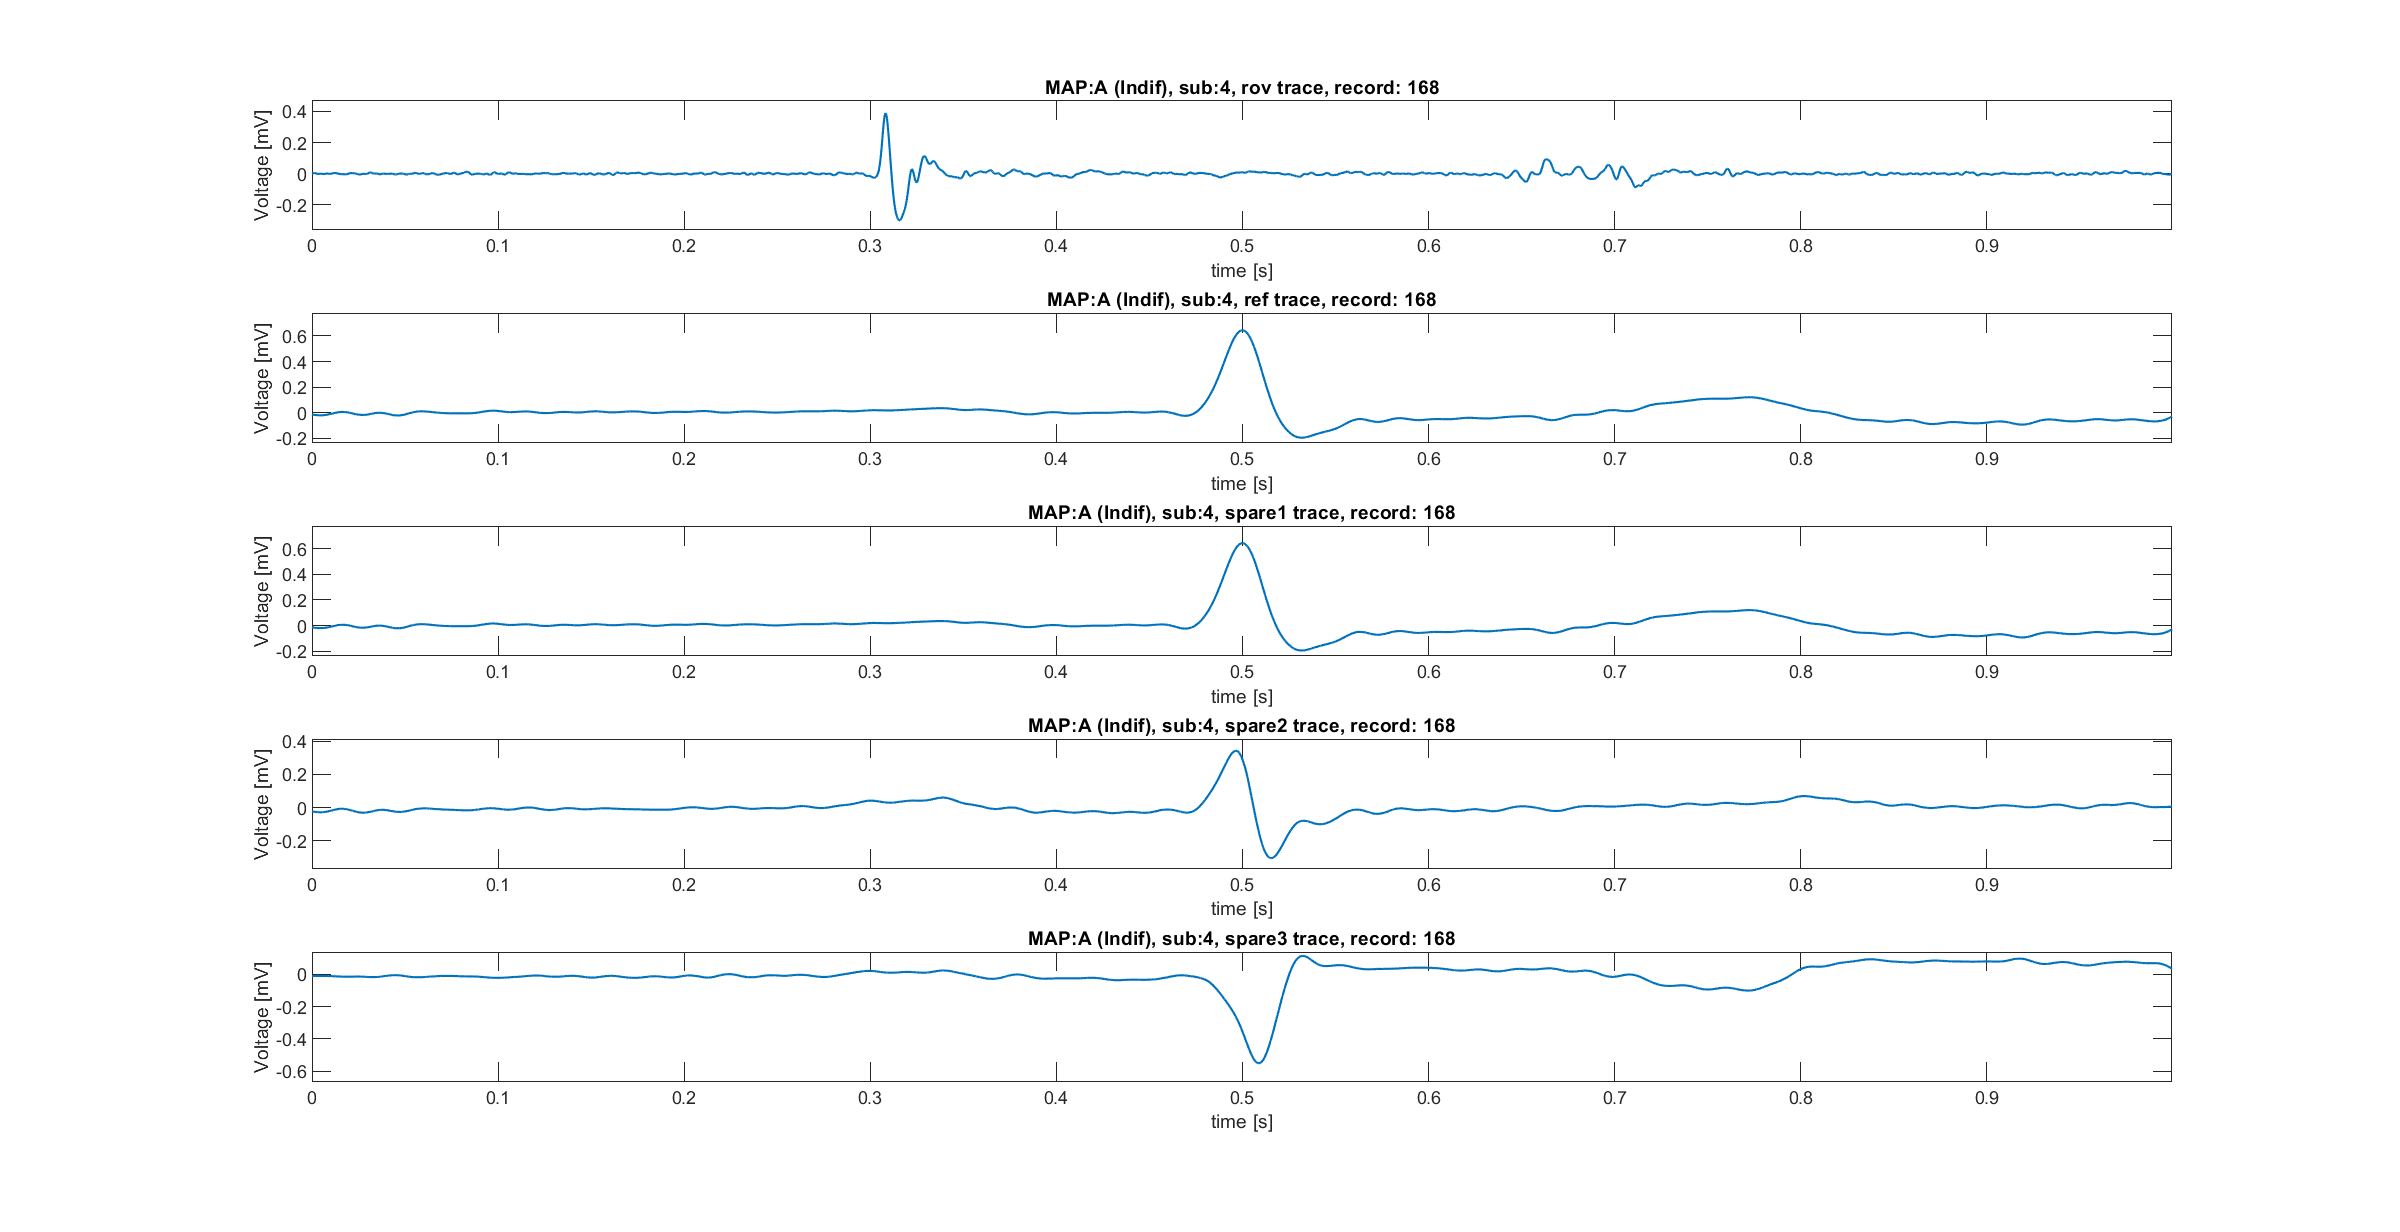 MAP:A (Indif), sub:4, rov trace, record: 168
Voltage [mV]
0.4
0.2
0
-0.2
0 0.1 0.2 0.3 0.4 0.5 0.6 0.7 0.8 0.9
time [s]
MAP:A (Indif), sub:4, ref trace, record: 168
Voltage [mV]
0.6
0.4
0.2
0
-0.2
0 0.1 0.2 0.3 0.4 0.5 0.6 0.7 0.8 0.9
time [s]
MAP:A (Indif), sub:4, spare1 trace, record: 168
Voltage [mV]
0.6
0.4
0.2
0
-0.2
0 0.1 0.2 0.3 0.4 0.5 0.6 0.7 0.8 0.9
time [s]
MAP:A (Indif), sub:4, spare2 trace, record: 168
Voltage [mV]
0.4
0.2
0
-0.2
0 0.1 0.2 0.3 0.4 0.5 0.6 0.7 0.8 0.9
time [s]
MAP:A (Indif), sub:4, spare3 trace, record: 168
Voltage [mV]
0
-0.2
-0.4
-0.6
0 0.1 0.2 0.3 0.4 0.5 0.6 0.7 0.8 0.9
time [s]